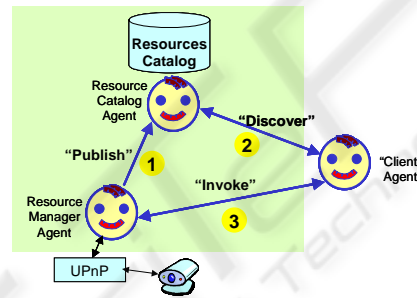 Resources
Catalog
Resource
Catalog
Agent
“Discover”
2
“Publish”
1
“Client
Agent
“Invoke”
3
Resource
Manager
Agent
UPnP